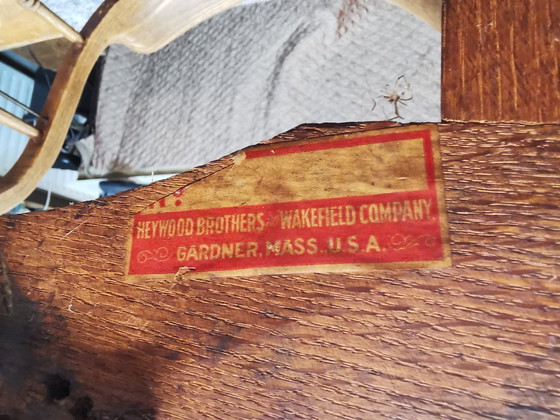 HEYWOOD BROTHERS AND WAKEFIELD COMPANY.
GARDNER, MASS., U.S.A.